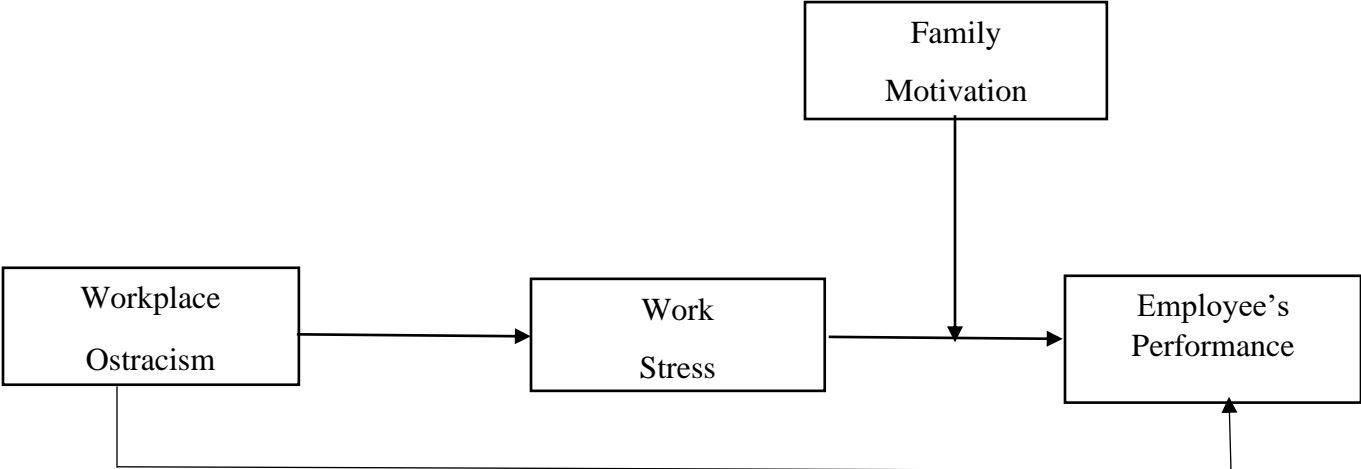 Family
Motivation
Workplace
Ostracism
Work
Stress
Employee’s
Performance